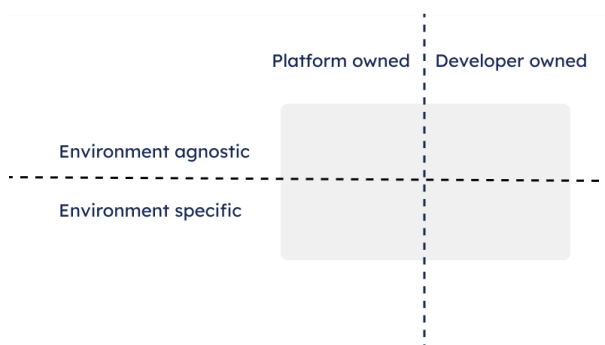 Platform owned
Developer owned
Environment agnostic
Environment specific